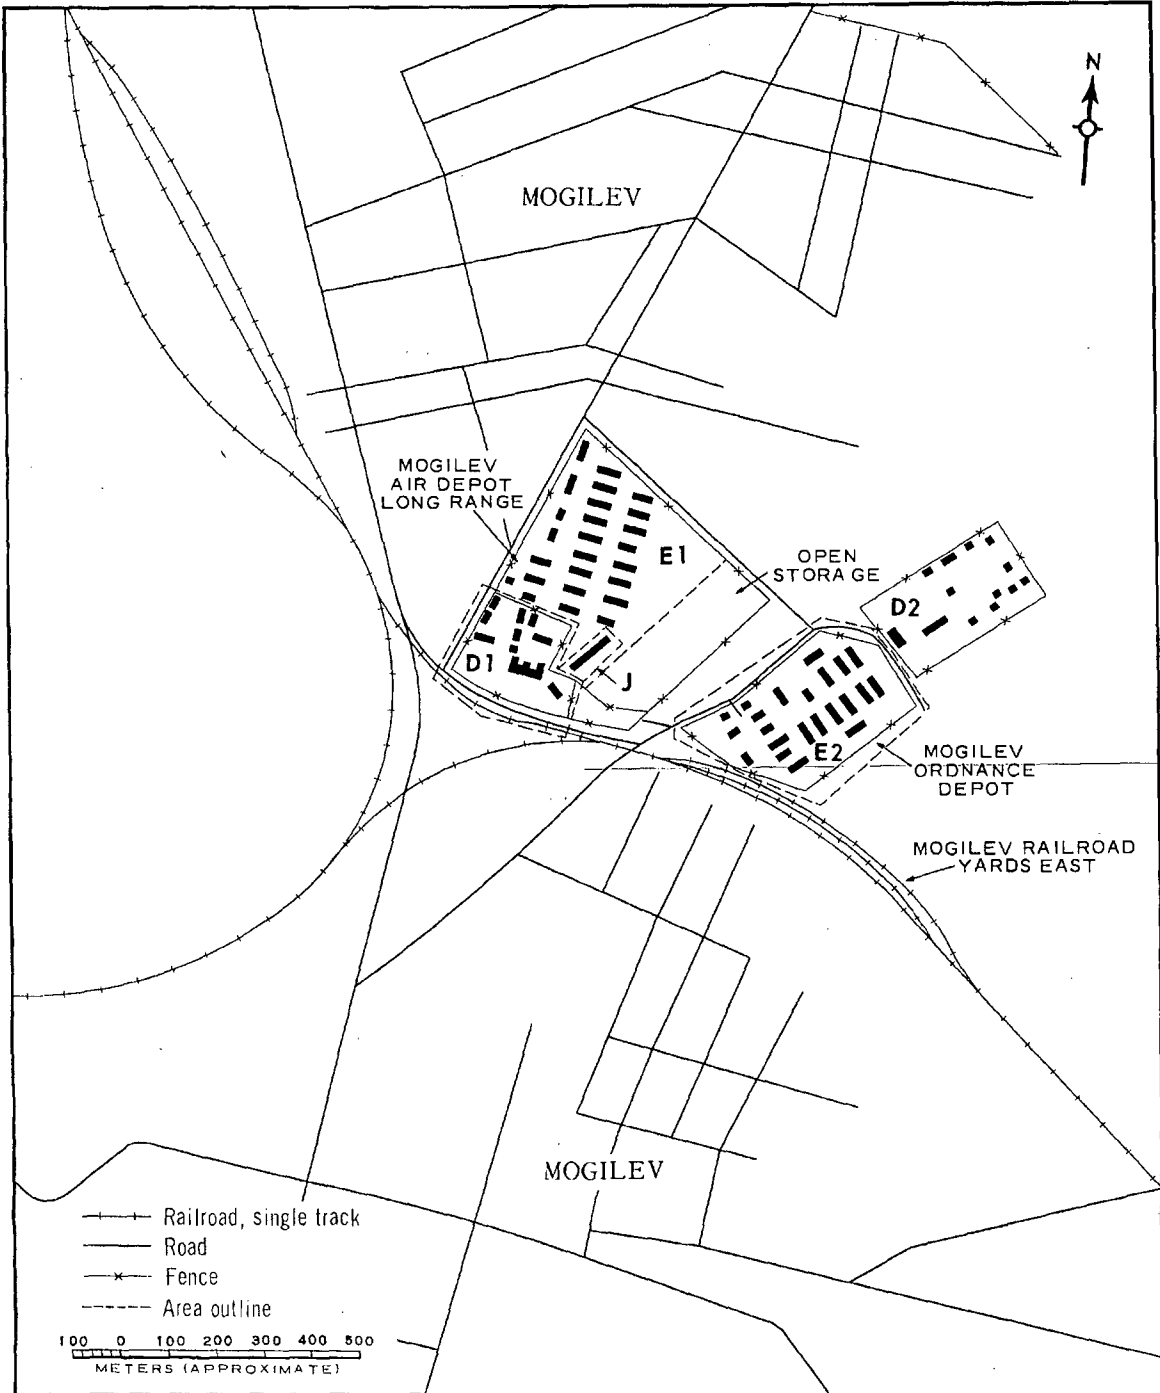 N
MOGILEV
MOGILEV
AIR DEPOT
LONG RANGE
E1
OPEN
STORAGE
D2
D1
J
E2
MOGILEV
ORDNANCE
DEPOT
MOGILEV RAILROAD
YARDS EAST
MOGILEV
Railroad, single track
Road
Fence
Area outline
100 0 100 200 300 400 500
METERS (APPROXIMATE)